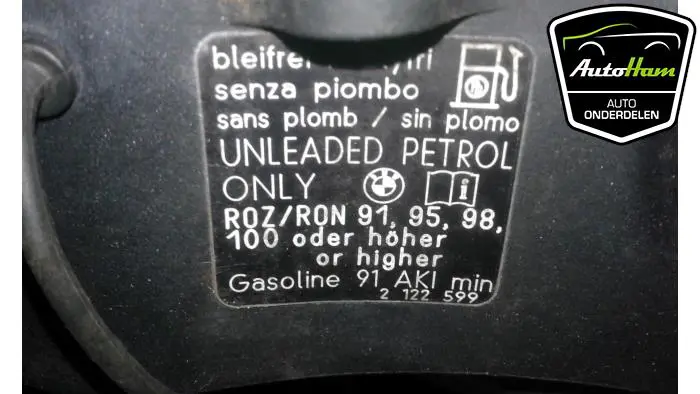 bleifrei
senza piombo
sans plomb / sin plomo
UNLEADED PETROL
ONLY
ROZ/RON 91, 95, 98,
100 oder höher
or higher
Gasoline 91 AKI min
2 122 599
AutoHam
AUTO
ONDERDELEN